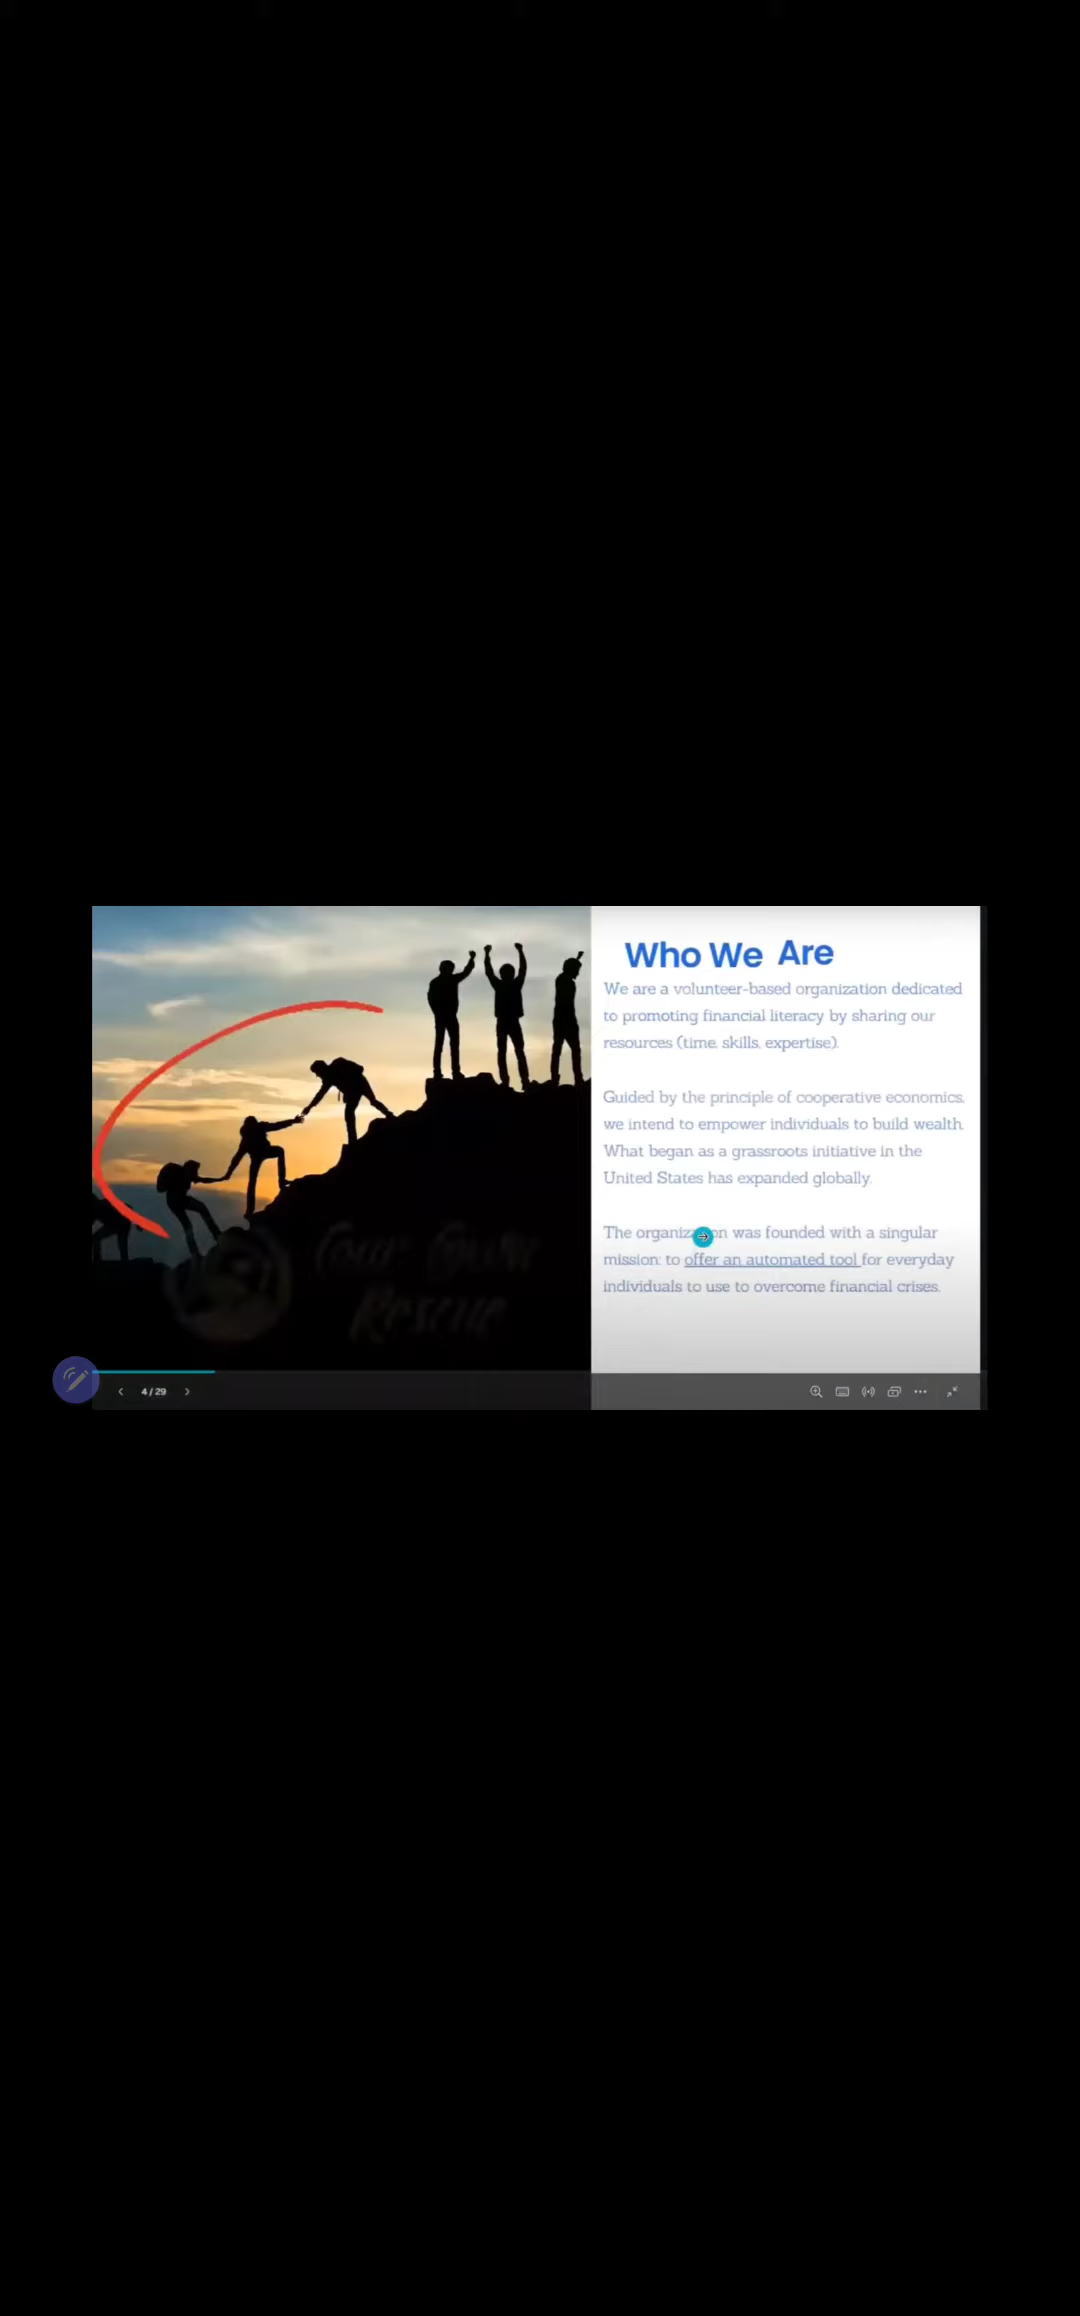 Who We Are
We are a volunteer-based organization dedicated
to promoting financial literacy by sharing our
resources (time, skills, expertise).
Guided by the principle of cooperative economics,
we intend to empower individuals to build wealth.
What began as a grassroots initiative in the
United States has expanded globally.
The was founded with a singular
mission: to offer an automated tool for everyday
individuals to use to overcome financial crises.
Rescue
4 / 29